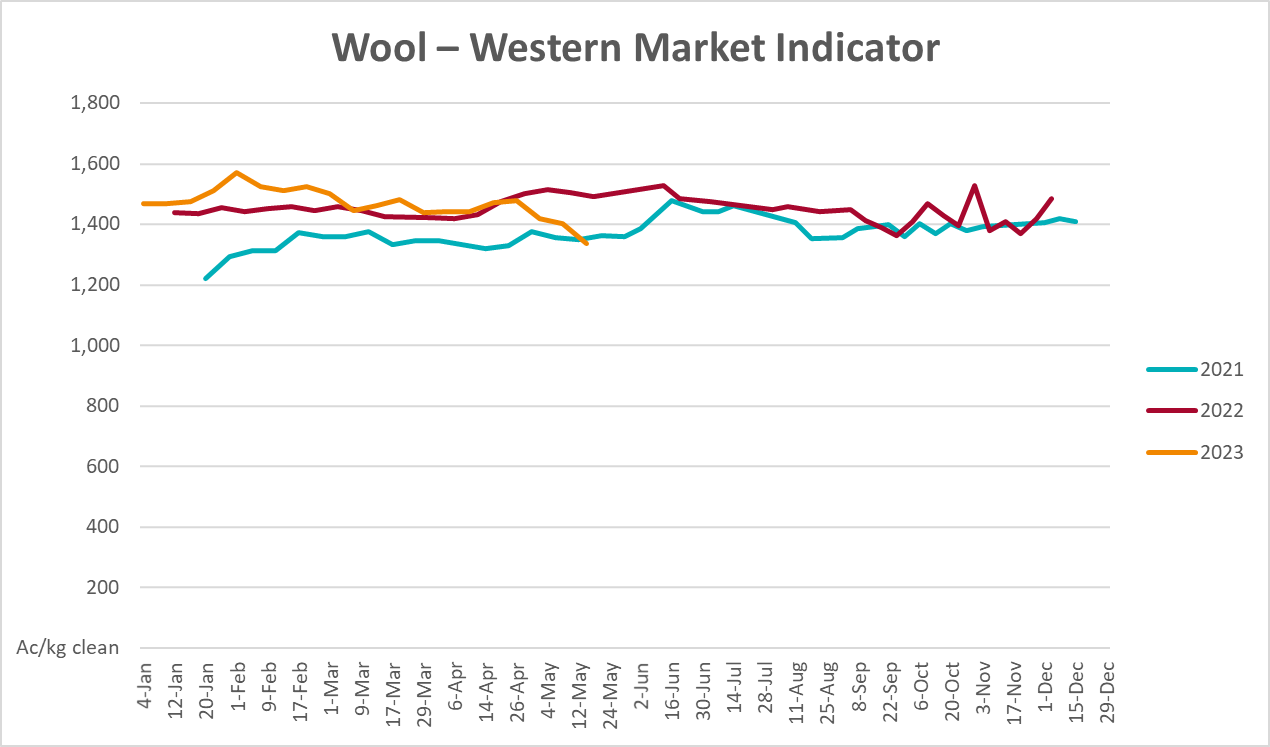 Wool – Western Market Indicator
1,800
1,600
1,400
1,200
1,000
800
600
400
200
Ac/kg clean
4-Jan
12-Jan
20-Jan
1-Feb
9-Feb
17-Feb
1-Mar
9-Mar
17-Mar
29-Mar
6-Apr
14-Apr
26-Apr
4-May
12-May
24-May
2-Jun
16-Jun
30-Jun
14-Jul
28-Jul
11-Aug
25-Aug
8-Sep
22-Sep
6-Oct
20-Oct
3-Nov
17-Nov
1-Dec
15-Dec
29-Dec
2021
2022
2023